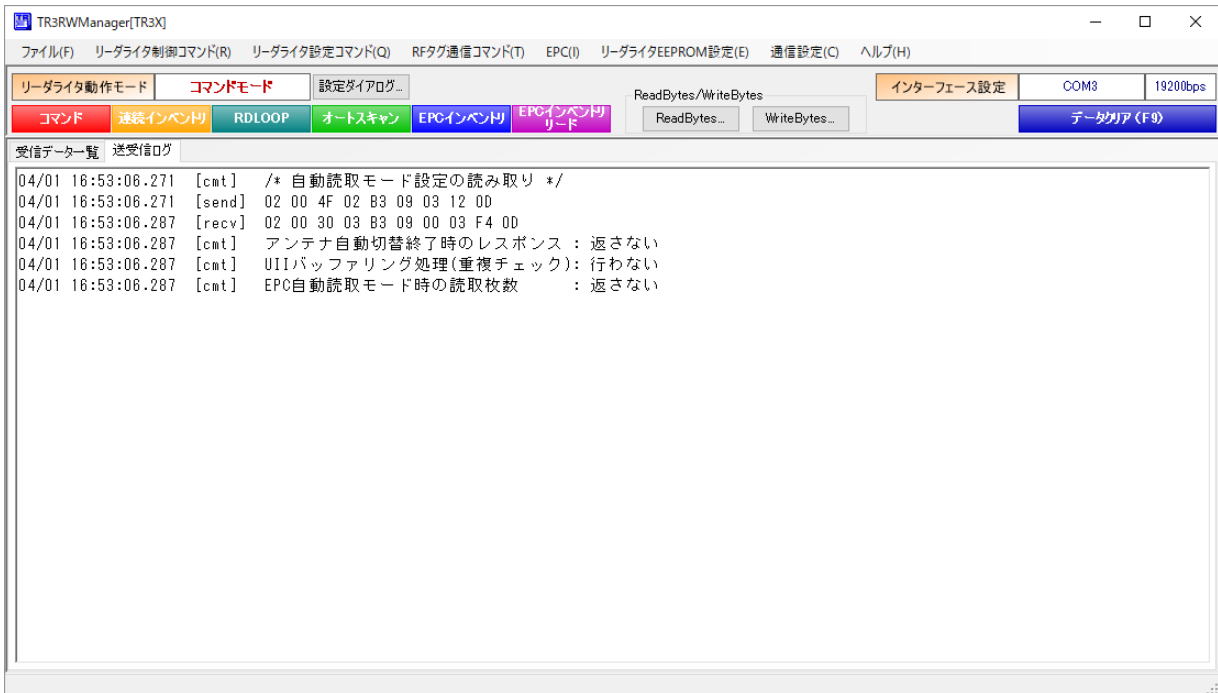 TR3RWManager[TR3X]
ファイル(F) リーダライタ制御コマンド(R) リーダライタ設定コマンド(Q) RFタグ通信コマンド(T) EPC(I) リーダライタEEPROM設定(E) 通信設定(C) ヘルプ(H)
リーダライタ動作モード コマンドモード 設定ダイアログ... ReadBytes/WriteBytes インターフェース設定 COM3 19200bps
コマンド 連続インベントリ RDLOOP オートスキャン EPCインベントリ EPCインベントリ
リード
ReadBytes... WriteBytes... データクリア(F9)
受信データ一覧 送受信ログ
04/01 16:53:06.271 [cmt] /* 自動読取モード設定の読み取り */
04/01 16:53:06.271 [send] 02 00 4F 02 B3 09 03 12 0D
04/01 16:53:06.287 [recv] 02 00 30 03 B3 09 00 03 F4 0D
04/01 16:53:06.287 [cmt] アンテナ自動切替終了時のレスポンス : 返さない
04/01 16:53:06.287 [cmt] UIIバッファリング処理(重複チェック): 行わない
04/01 16:53:06.287 [cmt] EPC自動読取モード時の読取枚数 : 返さない